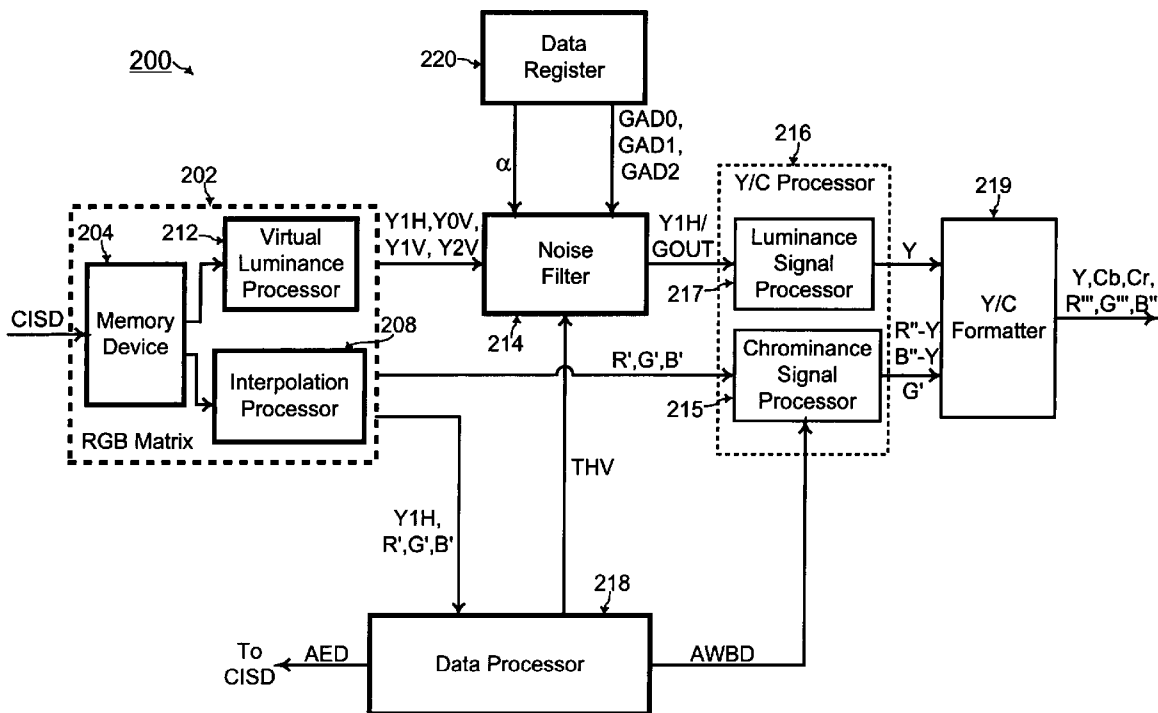 200
220
Data
Register
α
GAD0,
GAD1,
GAD2
216
Y/C Processor
219
202
204
212
Virtual
Luminance
Processor
Y1H,Y0V,
Y1V, Y2V
Noise
Filter
Y1H/
GOUT
Luminance
Signal
Processor
217
Y
Y/C
Formatter
Y,Cb,Cr,
R"",G"',B"
CISD
Memory
Device
208
Interpolation
Processor
RGB Matrix
214
R',G',B'
Chrominance
Signal
Processor
215
R"-Y
B"-Y
G'
THV
Y1H,
R',G',B'
218
To
CISD
AED
Data Processor
AWBD